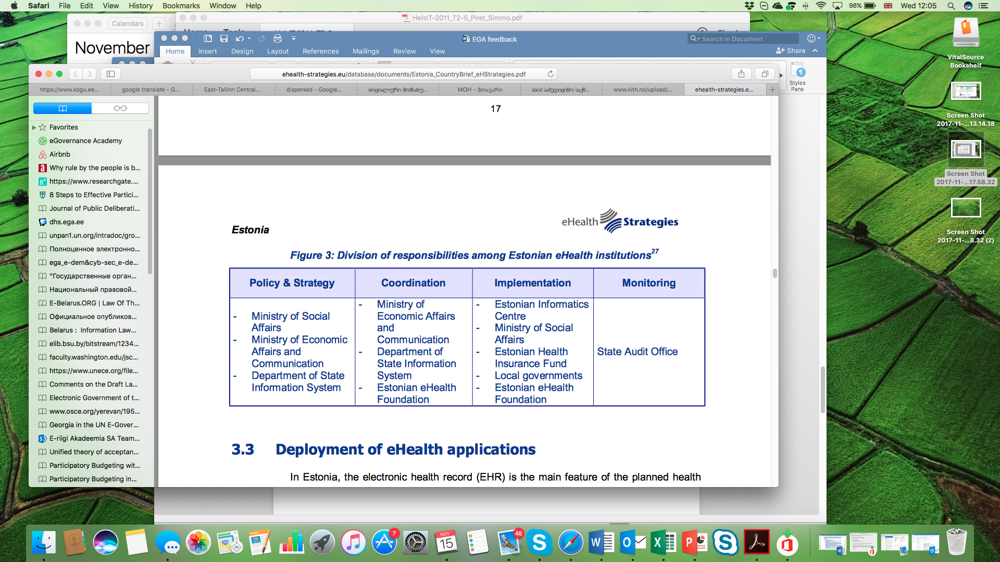 Safari File Edit View History Bookmarks Window Help
98% Wed 12:05
Calendars
November
HelsIT-2011_T2-5_Piret_Simmo.pdf
EGA feedback
Search in Document
Home Insert Design Layout References Mailings Review View
Share
Styles
Pane
ehealth-strategies.eu/database/documents/Estonia_CountryBrief_eHStrategies.pdf
https://www.kogu.ee...
google translate - G...
East-Tallinn Central...
dispersed - Google...
სოციალური მომსახუ...
MOH - მთავარი
სსიპ სამედიცინო საქმ...
www.kith.no/upload/...
ehealth-strategies.e...
Favorites
eGovernance Academy
Airbnb
Why rule by the people is b...
https://www.researchgate....
8 Steps to Effective Partici...
Journal of Public Deliberati...
dhs.ega.ee
unpan1.un.org/intradoc/gro...
Полноценное электронно...
ega_e-dem&cyb-sec_e-de...
“Государственные орган...
Национальный правовой...
E-Belarus.ORG | Law Of Th...
Официальное опубликов...
Belarus : Information Law...
elib.bsu.by/bitstream/1234...
faculty.washington.edu/jsc...
https://www.unece.org/file...
Comments on the Draft La...
Electronic Government of t...
www.osce.org/yerevan/195...
Georgia in the UN E-Gover...
E-riigi Akadeemia SA Team...
Unified theory of acceptan...
Participatory Budgeting wit...
Participatory Budgeting in...
17
Estonia
eHealth Strategies
Figure 3: Division of responsibilities among Estonian eHealth institutions27
Policy & Strategy
- Ministry of Social
Affairs
- Ministry of Economic
Affairs and
Communication
- Department of State
Information System
Coordination
- Ministry of
Economic Affairs
and
Communication
- Department of
State Information
System
- Estonian eHealth
Foundation
Implementation
- Estonian Informatics
Centre
- Ministry of Social
Affairs
- Estonian Health
Insurance Fund
- Local governments
- Estonian eHealth
Foundation
Monitoring
State Audit Office
3.3 Deployment of eHealth applications
In Estonia, the electronic health record (EHR) is the main feature of the planned health
VitalSource
Bookshelf
Screen Shot
2017-11-...13.14.18
Screen Shot
2017-11-...17.58.32
Screen Shot
2017-11-...8.32 (2)
PAGES
3D
7
NOV
15
48